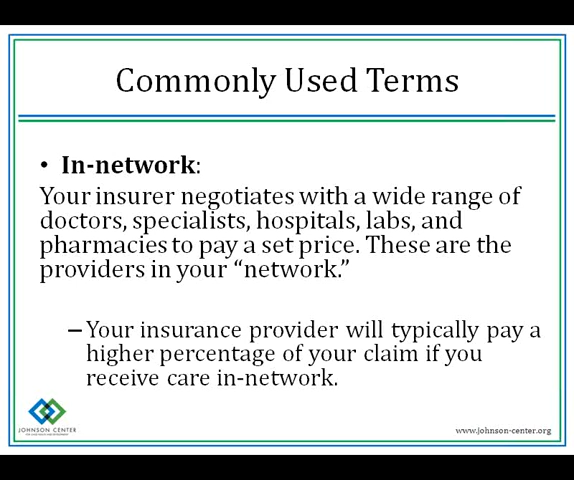 Commonly Used Terms
• In-network:
Your insurer negotiates with a wide range of
doctors, specialists, hospitals, labs, and
pharmacies to pay a set price. These are the
providers in your “network.”
– Your insurance provider will typically pay a
higher percentage of your claim if you
receive care in-network.
JOHNSON CENTER
www.johnson-center.org